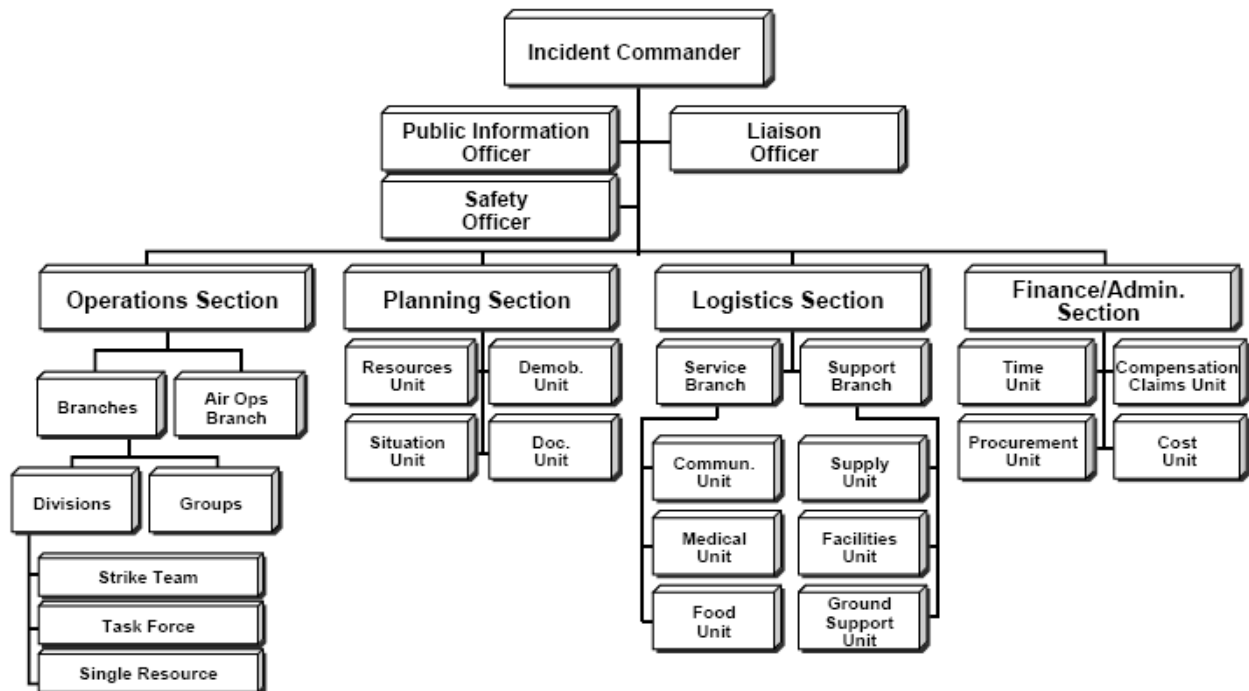 Incident Commander
Public Information
Officer
Liaison
Officer
Safety
Officer
Operations Section
Planning Section
Logistics Section
Finance/Admin.
Section
Branches
Air Ops
Branch
Divisions
Groups
Strike Team
Task Force
Single Resource
Resources
Unit
Demob.
Unit
Situation
Unit
Doc.
Unit
Service
Branch
Support
Branch
Commun.
Unit
Supply
Unit
Medical
Unit
Facilities
Unit
Food
Unit
Ground
Support
Unit
Time
Unit
Compensation
Claims Unit
Procurement
Unit
Cost
Unit